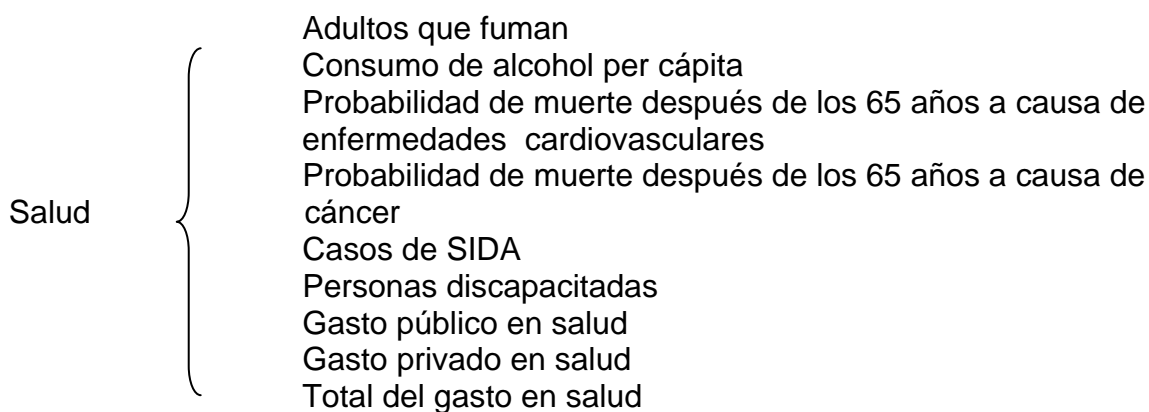 Adultos que fuman
Consumo de alcohol per cápita
Probabilidad de muerte después de los 65 años a causa de
enfermedades cardiovasculares
Probabilidad de muerte después de los 65 años a causa de
Salud cáncer
Casos de SIDA
Personas discapacitadas
Gasto público en salud
Gasto privado en salud
Total del gasto en salud